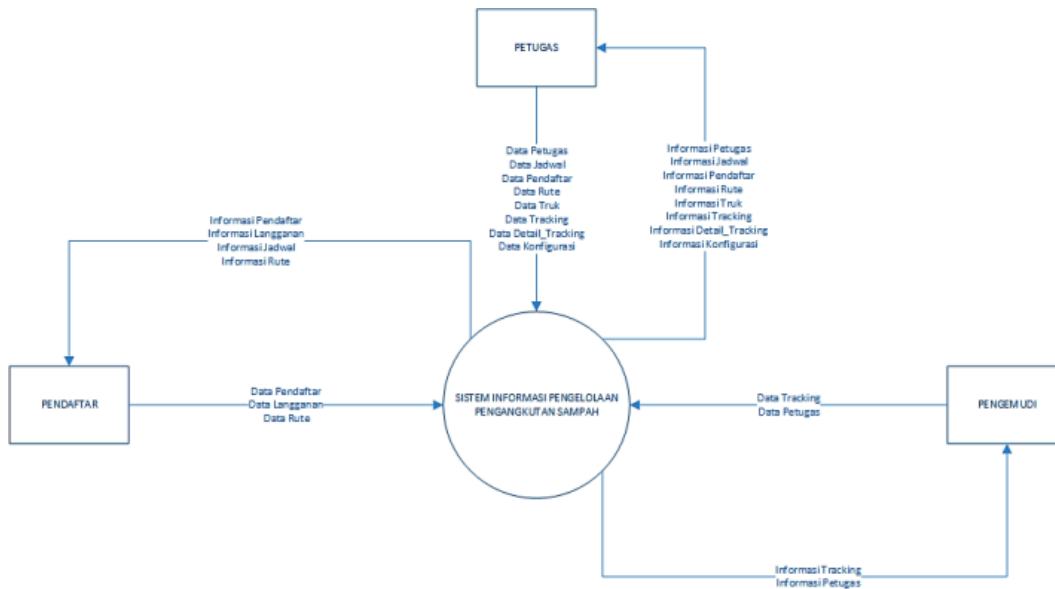 PETUGAS
Data Petugas
Data Jadwal
Data Pendaftar
Data Rute
Data Truk
Data Tracking
Data Detail_Tracking
Data Konfigurasi
Informasi Petugas
Informasi Jadwal
Informasi Pendaftar
Informasi Rute
Informasi Truk
Informasi Tracking
Informasi Detail_Tracking
Informasi Konfigurasi
Informasi Pendaftar
Informasi Langganan
Informasi Jadwal
Informasi Rute
PENDAFTAR
Data Pendaftar
Data Langganan
Data Rute
SISTEM INFORMASI PENGELOLAAN
PENGANGKUTAN SAMPAH
Data Tracking
Data Petugas
PENGEMUDI
Informasi Tracking
Informasi Petugas